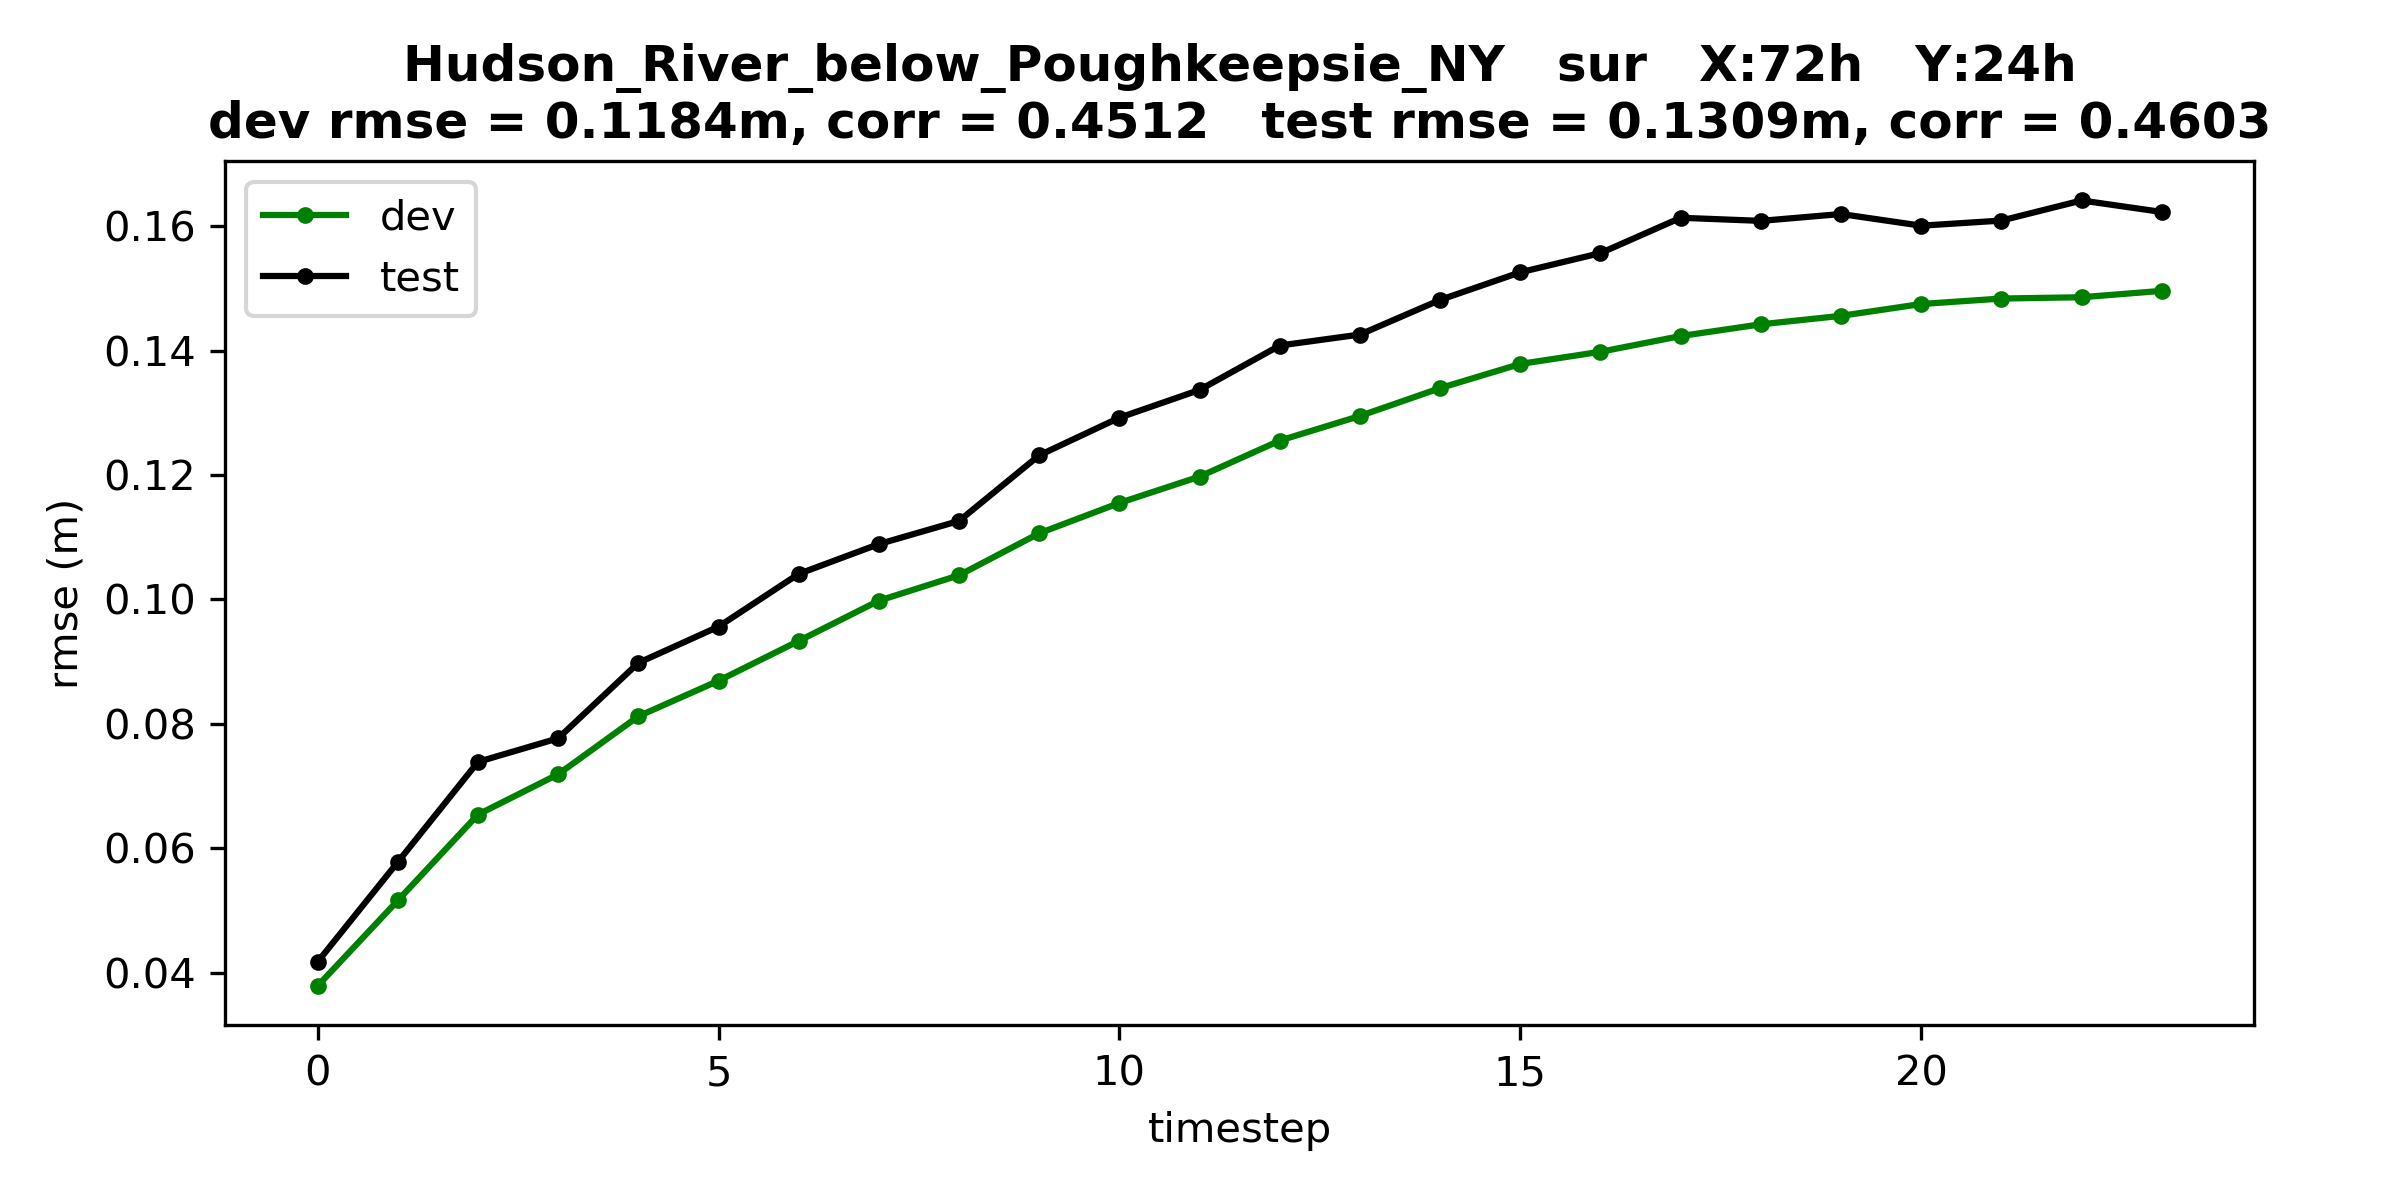 Hudson_River_below_Poughkeepsie_NY   sur   X:72h   Y:24h
dev rmse = 0.1184m, corr = 0.4512   test rmse = 0.1309m, corr = 0.4603
dev
test
0.16
0.14
0.12
0.10
0.08
0.06
0.04
rmse (m)
0 5 10 15 20
timestep